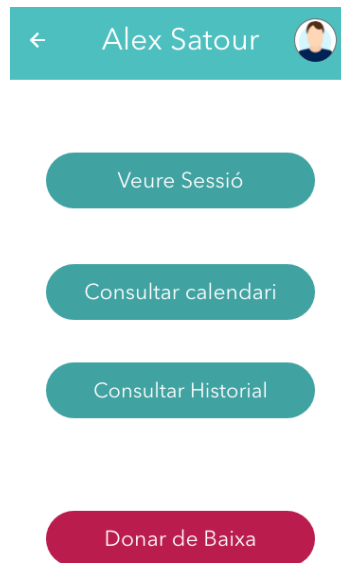 Alex Satour
Veure Sessió
Consultar calendari
Consultar Historial
Donar de Baixa